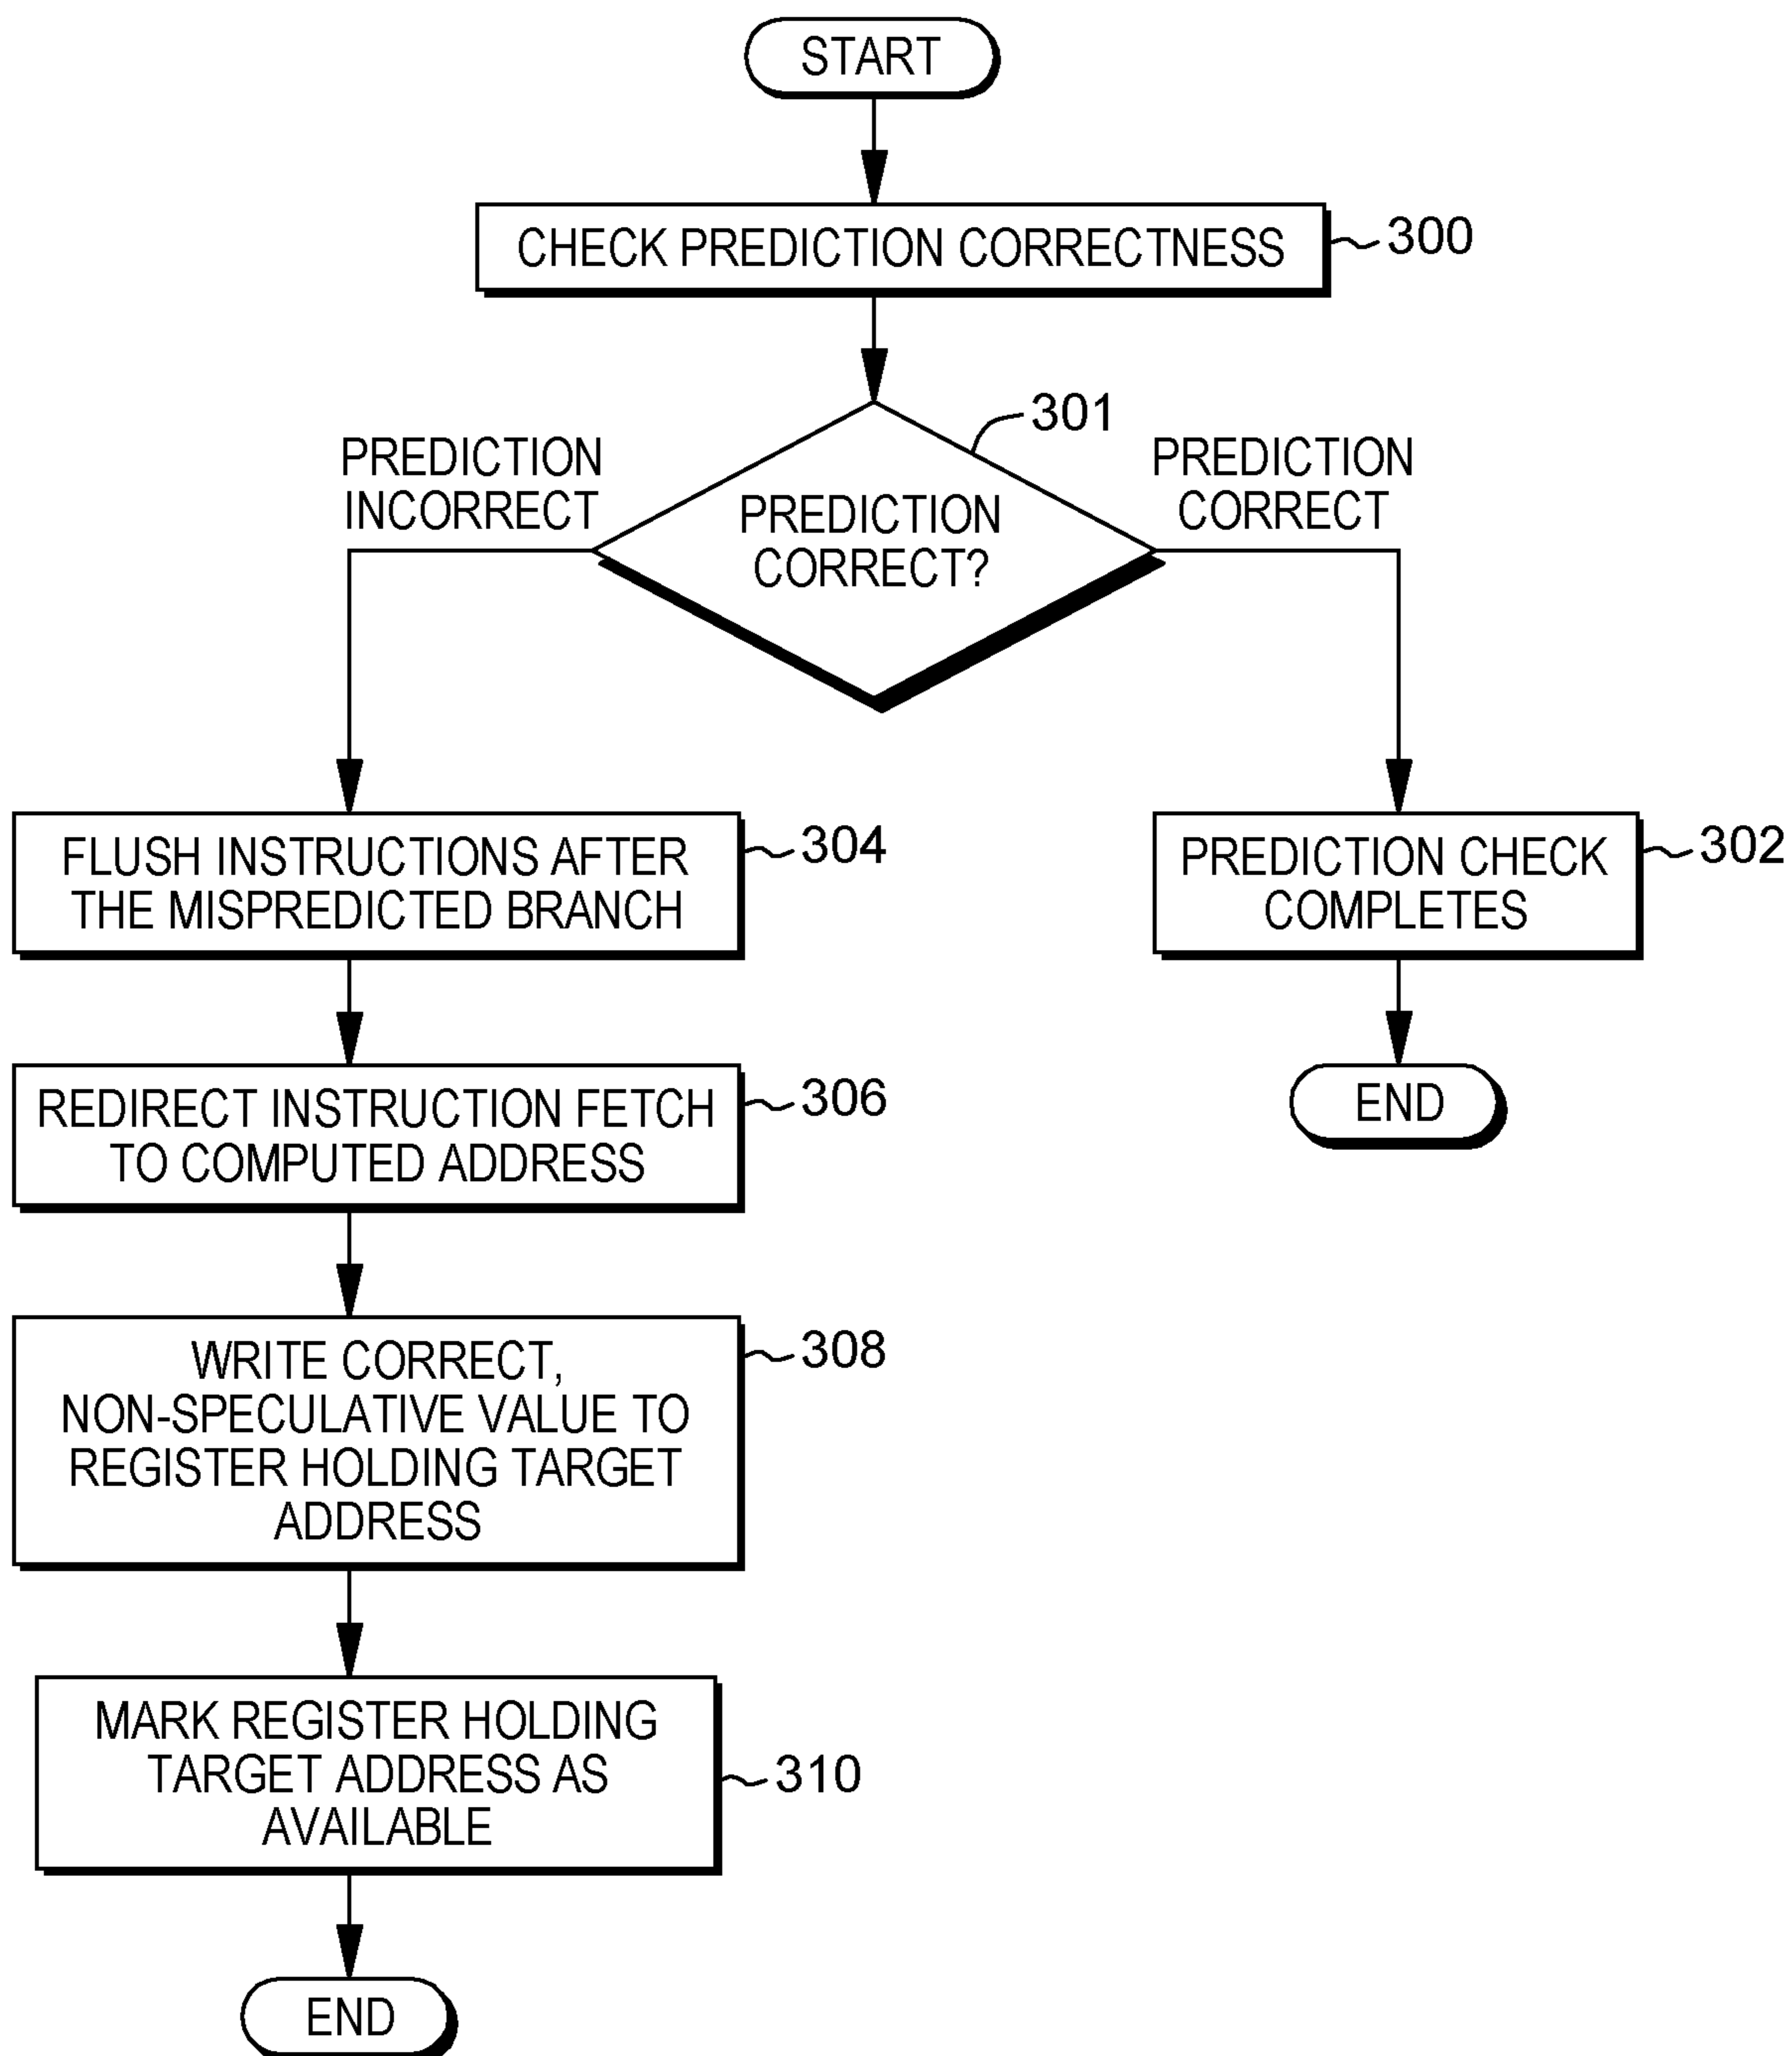 START
CHECK PREDICTION CORRECTNESS
300
301
PREDICTION
INCORRECT
PREDICTION
CORRECT?
PREDICTION
CORRECT
FLUSH INSTRUCTIONS AFTER
THE MISPREDICTED BRANCH
304
PREDICTION CHECK
COMPLETES
302
REDIRECT INSTRUCTION FETCH
TO COMPUTED ADDRESS
306
END
WRITE CORRECT,
NON-SPECULATIVE VALUE TO
REGISTER HOLDING TARGET
ADDRESS
308
MARK REGISTER HOLDING
TARGET ADDRESS AS
AVAILABLE
310
END